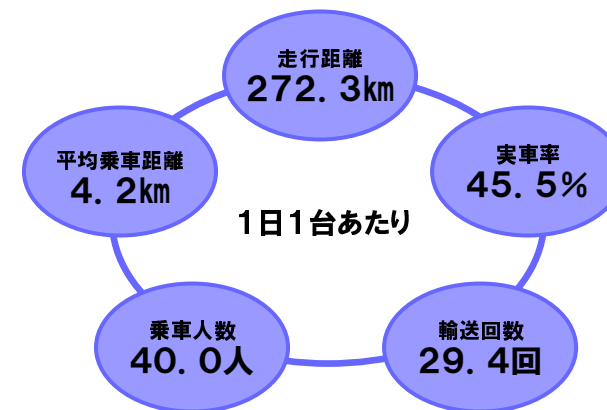 走行距離
272．3㎞
平均乗車距離
4．2㎞
実車率
45．5％
1日1台あたり
乗車人数
40．0人
輸送回数
29．4回